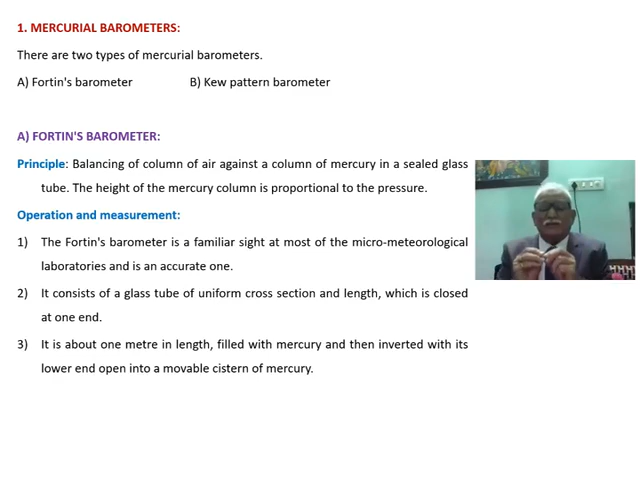 1. MERCURIAL BAROMETERS:
There are two types of mercurial barometers.
A) Fortin's barometer B) Kew pattern barometer
A) FORTIN'S BAROMETER:
Principle: Balancing of column of air against a column of mercury in a sealed glass
tube. The height of the mercury column is proportional to the pressure.
Operation and measurement:
1) The Fortin's barometer is a familiar sight at most of the micro-meteorological
laboratories and is an accurate one.
2) It consists of a glass tube of uniform cross section and length, which is closed
at one end.
3) It is about one metre in length, filled with mercury and then inverted with its
lower end open into a movable cistern of mercury.